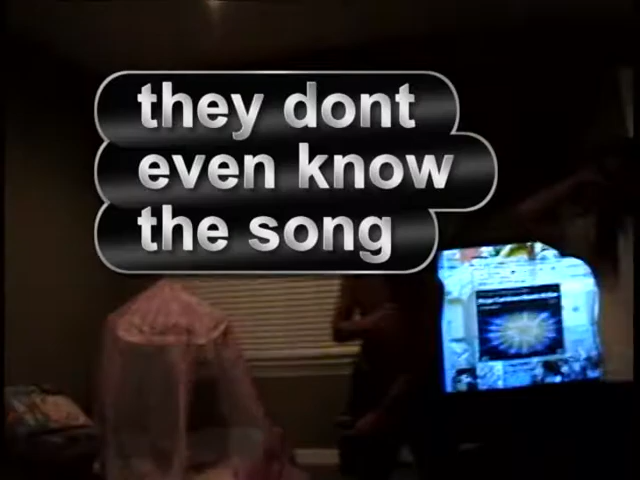 they dont
even know
the song